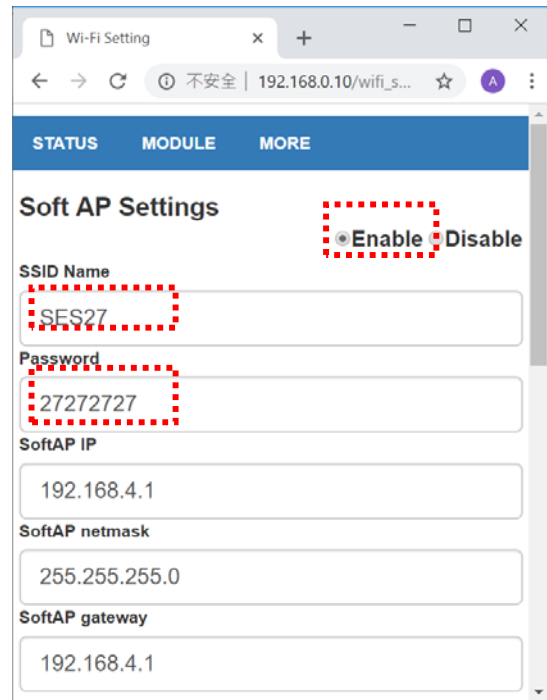 Wi-Fi Setting
不安全 | 192.168.0.10/wifi_s...
A
STATUS MODULE MORE
Soft AP Settings
Enable Disable
SSID Name
SES27
Password
27272727
SoftAP IP
192.168.4.1
SoftAP netmask
255.255.255.0
SoftAP gateway
192.168.4.1